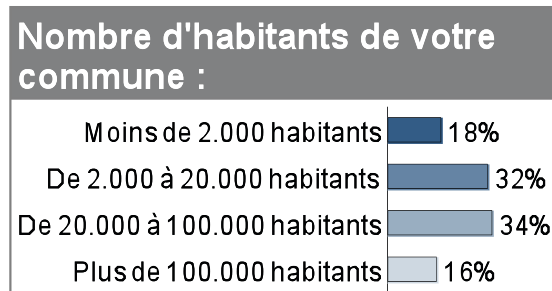 Nombre d'habitants de votre
commune :
Moins de 2.000 habitants 18%
De 2.000 à 20.000 habitants 32%
De 20.000 à 100.000 habitants 34%
Plus de 100.000 habitants 16%